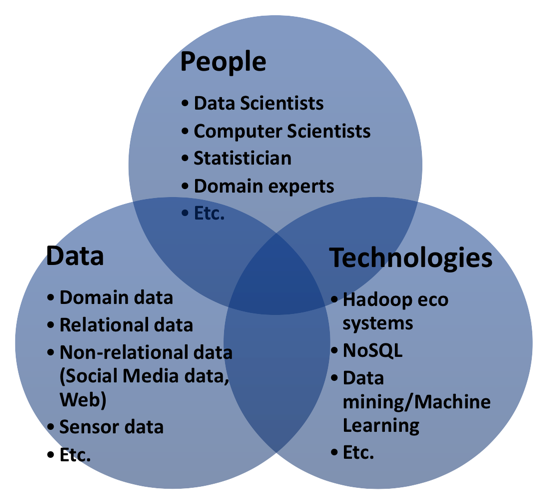 People
• Data Scientists
• Computer Scientists
• Statistician
• Domain experts
• Etc.
Data
• Domain data
• Relational data
• Non-relational data
(Social Media data,
Web)
• Sensor data
• Etc.
Technologies
• Hadoop eco
systems
• NoSQL
• Data
mining/Machine
Learning
• Etc.